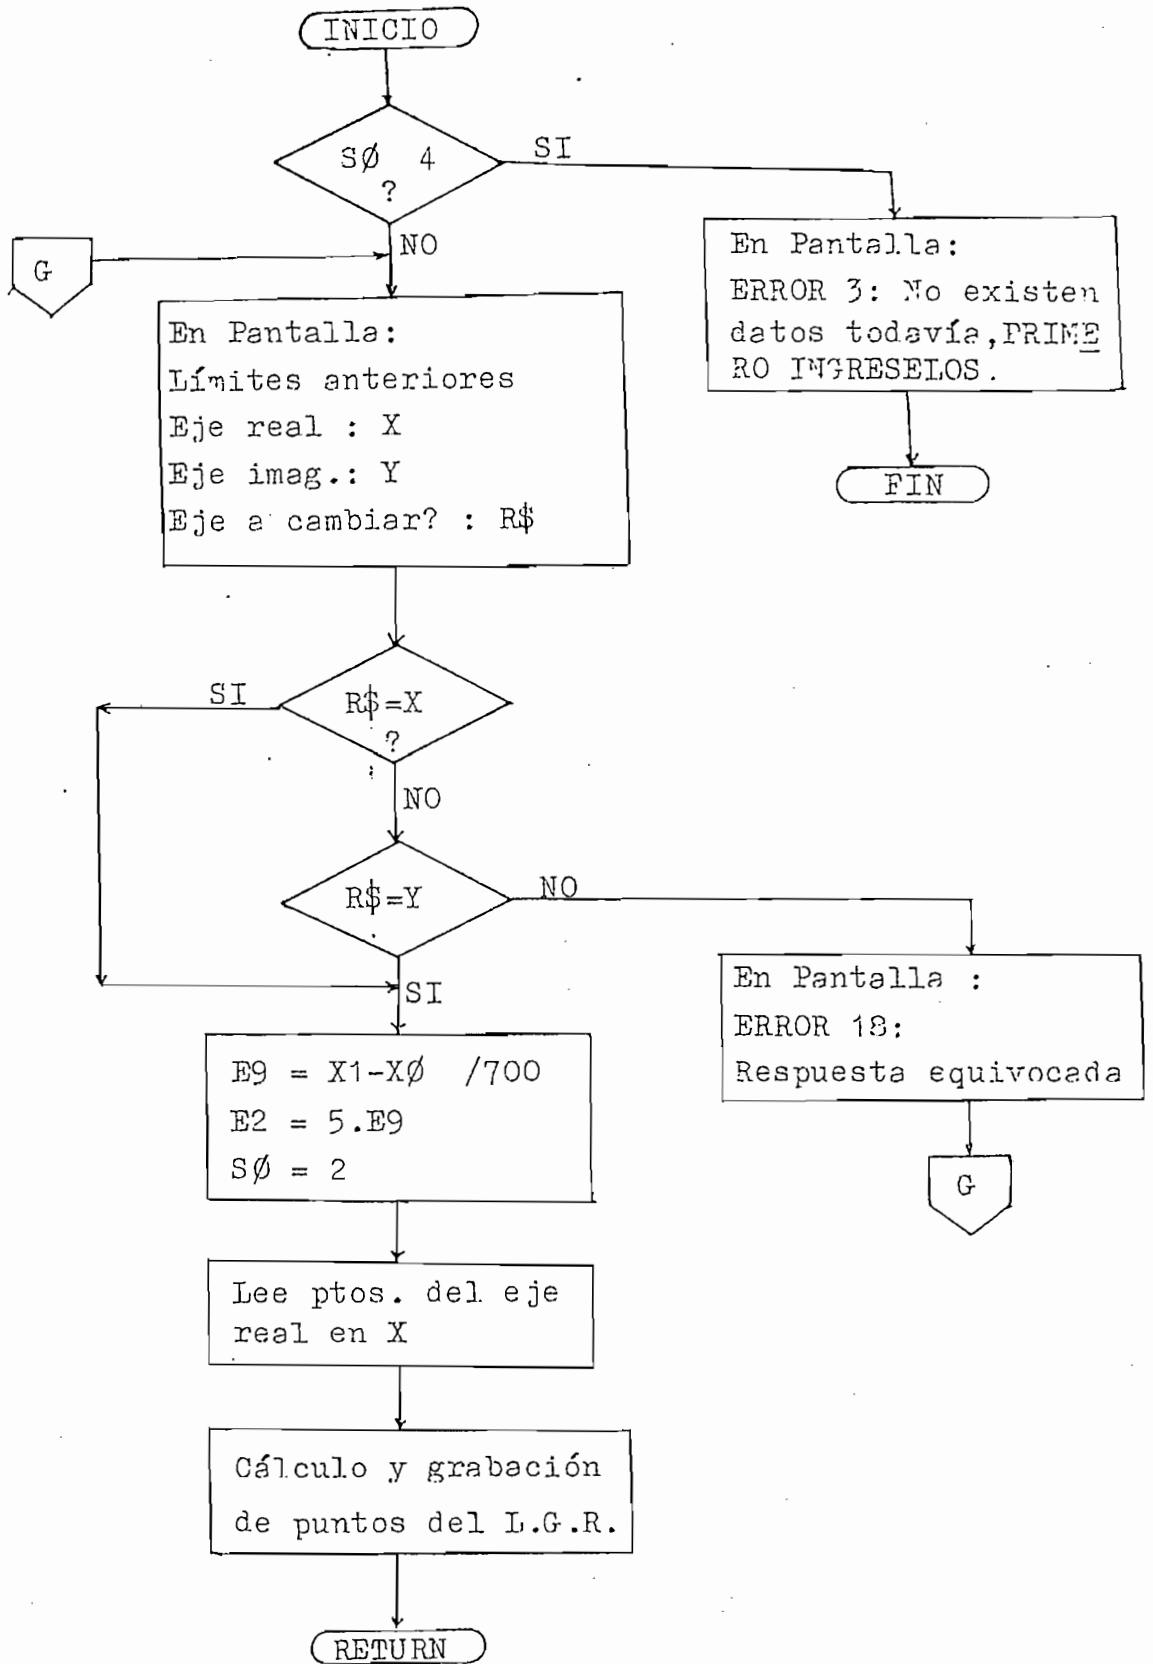 INICIO
SØ 4
?
SI
NO
G
En Pantalla:
ERROR 3: No existen
datos todavía,PRIME
RO INGRESELOS.
FIN
En Pantalla:
Límites anteriores
Eje real : X
Eje imag.: Y
Eje a cambiar? : R$
R$=X
?
SI
NO
R$=Y
NO
SI
En Pantalla :
ERROR 18:
Respuesta equivocada
G
E9 = X1-XØ /700
E2 = 5.E9
SØ = 2
Lee ptos. del eje
real en X
Cálculo y grabación
de puntos del L.G.R.
RETURN